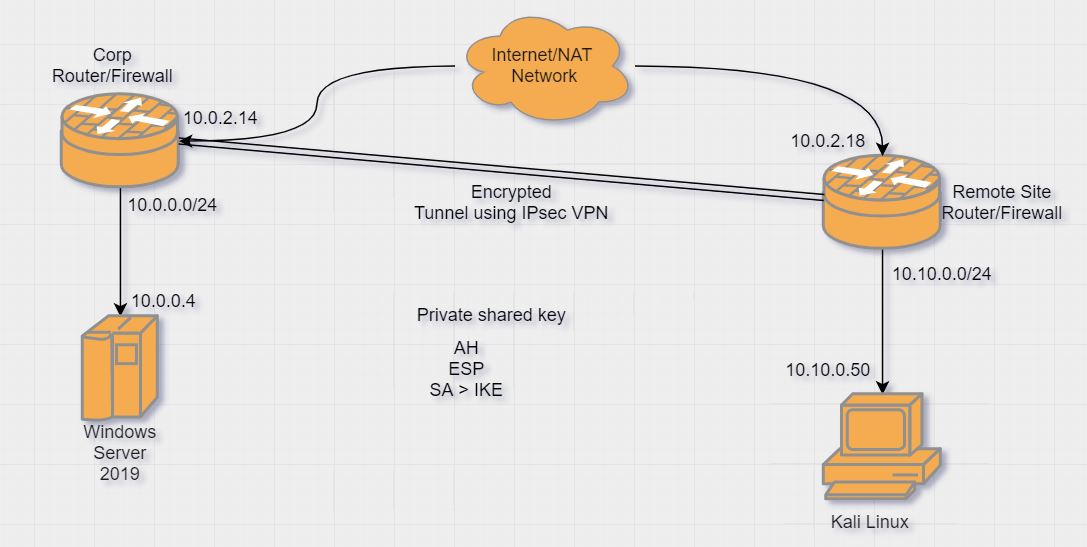 Corp
Router/Firewall
10.0.2.14
10.0.0.0/24
10.0.0.4
Windows
Server
2019
Internet/NAT
Network
Encrypted
Tunnel using IPsec VPN
Private shared key
AH
ESP
SA > IKE
10.0.2.18
Remote Site
Router/Firewall
10.10.0.0/24
10.10.0.50
Kali Linux